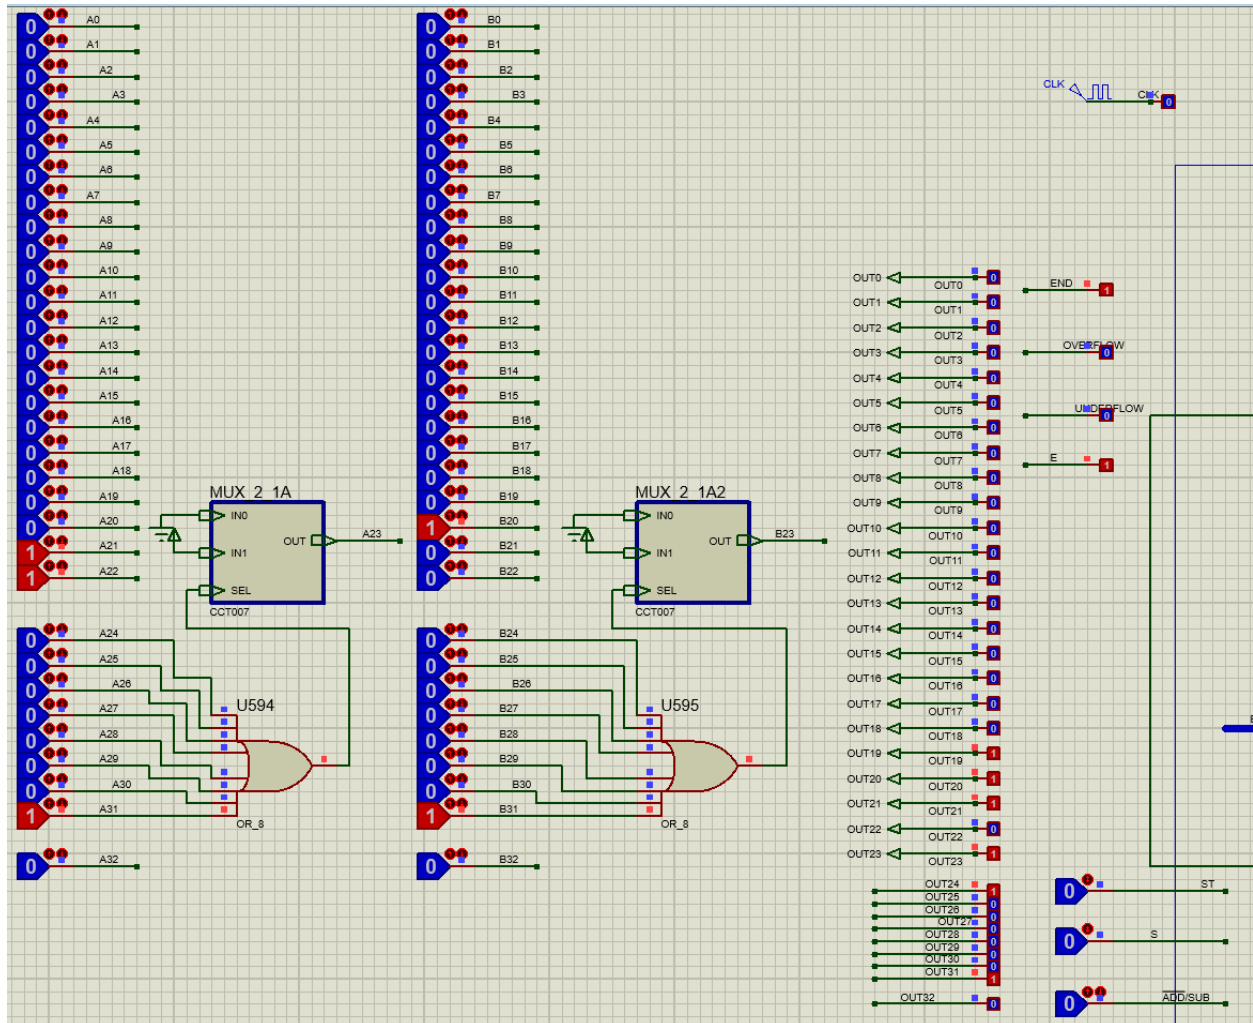 0 A0
0 A1
0 A2
0 A3
0 A4
0 A5
0 A6
0 A7
0 A8
0 A9
0 A10
0 A11
0 A12
0 A13
0 A14
0 A15
0 A16
0 A17
0 A18
0 A19
0 A20
1 A21
1 A22
MUX_2_1A
IN0
IN1
OUT
SEL
A23
CCT007
0 A24
0 A25
0 A26
0 A27
0 A28
0 A29
0 A30
1 A31
U594
OR_8
0 A32
0 B0
0 B1
0 B2
0 B3
0 B4
0 B5
0 B6
0 B7
0 B8
0 B9
0 B10
0 B11
0 B12
0 B13
0 B14
0 B15
0 B16
0 B17
0 B18
0 B19
1 B20
0 B21
0 B22
MUX_2_1A2
IN0
IN1
OUT
SEL
B23
CCT007
0 B24
0 B25
0 B26
0 B27
0 B28
0 B29
0 B30
1 B31
U595
OR_8
0 B32
CLK CLK 0
OUT0 OUT0 0
OUT1 OUT1 0
OUT2 OUT2 0
OUT3 OUT3 0
OUT4 OUT4 0
OUT5 OUT5 0
OUT6 OUT6 0
OUT7 OUT7 0
OUT8 OUT8 0
OUT9 OUT9 0
OUT10 OUT10 0
OUT11 OUT11 0
OUT12 OUT12 0
OUT13 OUT13 0
OUT14 OUT14 0
OUT15 OUT15 0
OUT16 OUT16 0
OUT17 OUT17 0
OUT18 OUT18 0
OUT19 OUT19 1
OUT20 OUT20 1
OUT21 OUT21 1
OUT22 OUT22 0
OUT23 OUT23 1
OUT24 1
OUT25 0
OUT26 0
OUT27 0
OUT28 0
OUT29 0
OUT30 0
OUT31 1
OUT32 0
END 1
OVERFLOW 0
UNDERFLOW 0
E 1
0 ST
0 S
0 ADD/SUB